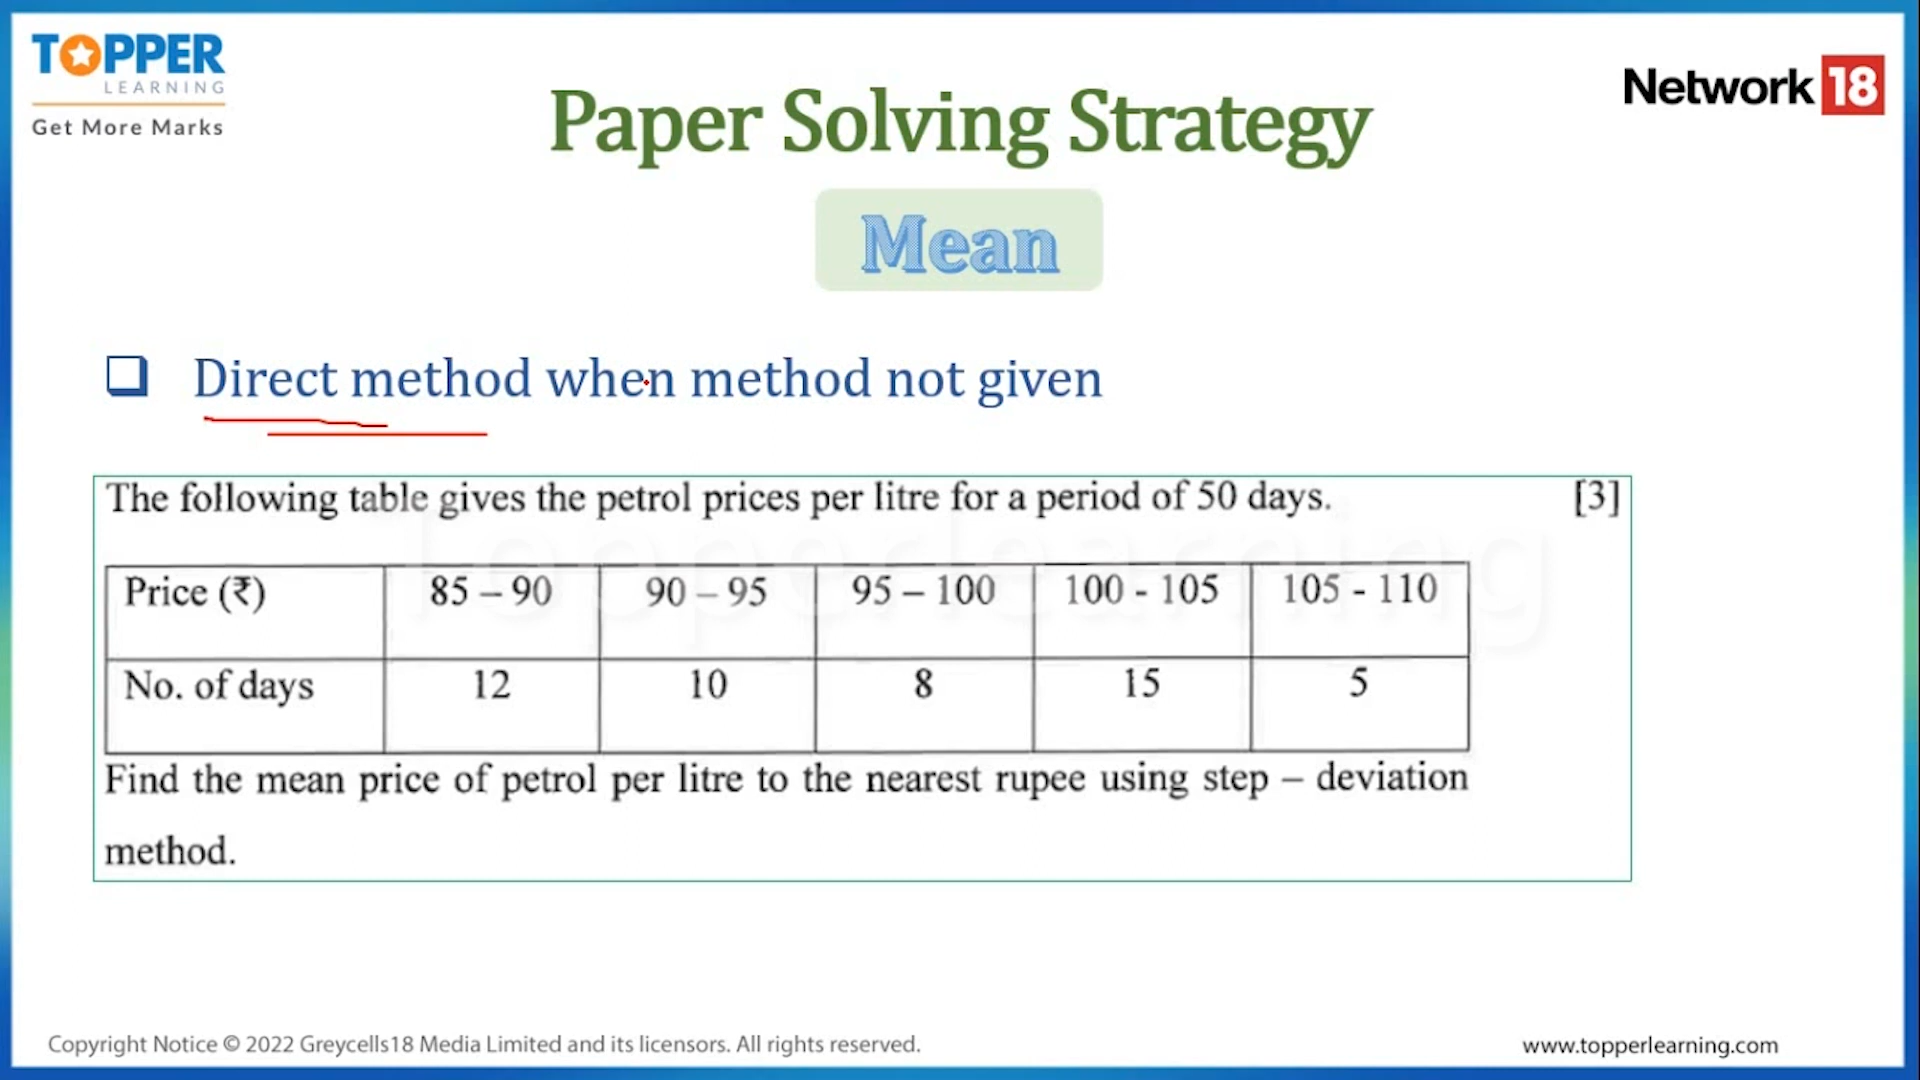 TOPPER
LEARNING
Get More Marks
Network 18
Paper Solving Strategy
Mean
Direct method when method not given
The following table gives the petrol prices per litre for a period of 50 days. [3]
Price (₹) 85 – 90 90 – 95 95 – 100 100 - 105 105 - 110
No. of days 12 10 8 15 5
Find the mean price of petrol per litre to the nearest rupee using step – deviation
method.
Topperlearning
Copyright Notice © 2022 Greycells18 Media Limited and its licensors. All rights reserved.
www.topperlearning.com